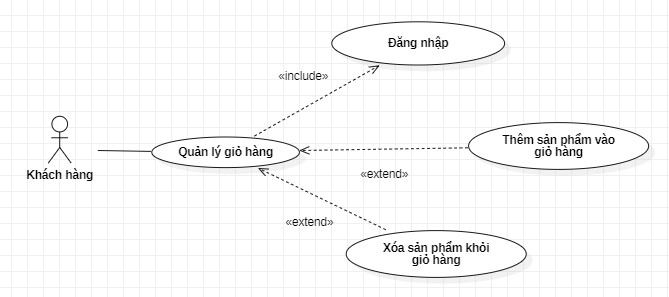 Đăng nhập
«include»
Quản lý giỏ hàng
Thêm sản phẩm vào
giỏ hàng
Khách hàng
«extend»
«extend»
Xóa sản phẩm khỏi
giỏ hàng